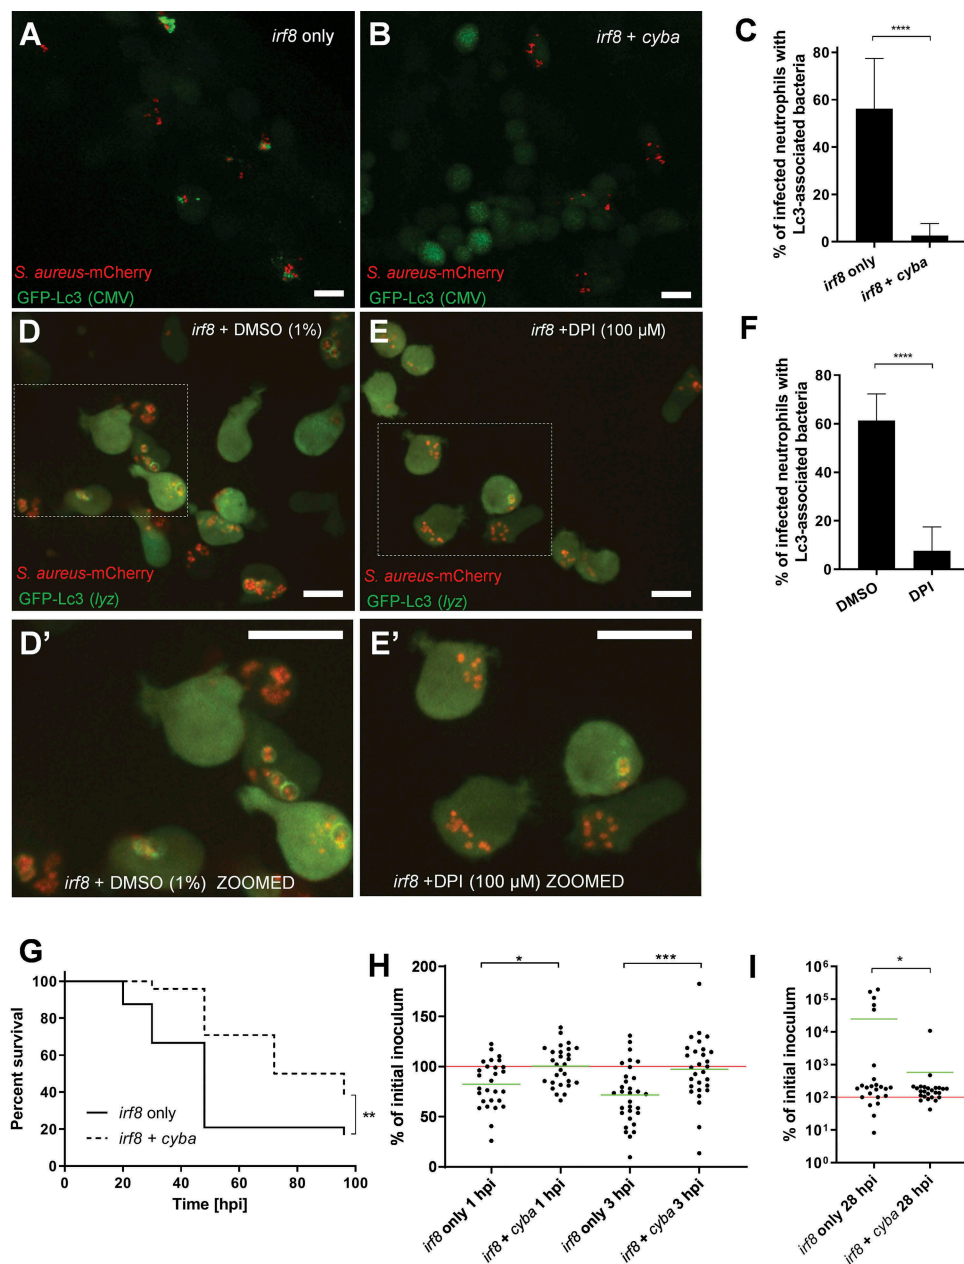 A
irf8 only
S. aureus-mCherry
GFP-Lc3 (CMV)
B
irf8 + cyba
S. aureus-mCherry
GFP-Lc3 (CMV)
C
% of infected neutrophils with
Lc3-associated bacteria
****
80
60
40
20
0
irf8 only
irf8 + cyba
D
irf8 + DMSO (1%)
S. aureus-mCherry
GFP-Lc3 (lyz)
E
irf8 +DPI (100 µM)
S. aureus-mCherry
GFP-Lc3 (lyz)
F
% of infected neutrophils with
Lc3-associated bacteria
****
80
60
40
20
0
DMSO
DPI
D'
irf8 + DMSO (1%) ZOOMED
E'
irf8 +DPI (100 µM) ZOOMED
G
Percent survival
100
80
60
40
20
0
0 20 40 60 80 100
Time [hpi]
irf8 only
irf8 + cyba
**
H
% of initial inoculum
200
150
100
50
0
*
***
irf8 only 1 hpi
irf8 + cyba 1 hpi
irf8 only 3 hpi
irf8 + cyba 3 hpi
I
% of initial inoculum
10⁶
10⁵
10⁴
10³
10²
10¹
10⁰
*
irf8 only 28 hpi
irf8 + cyba 28 hpi